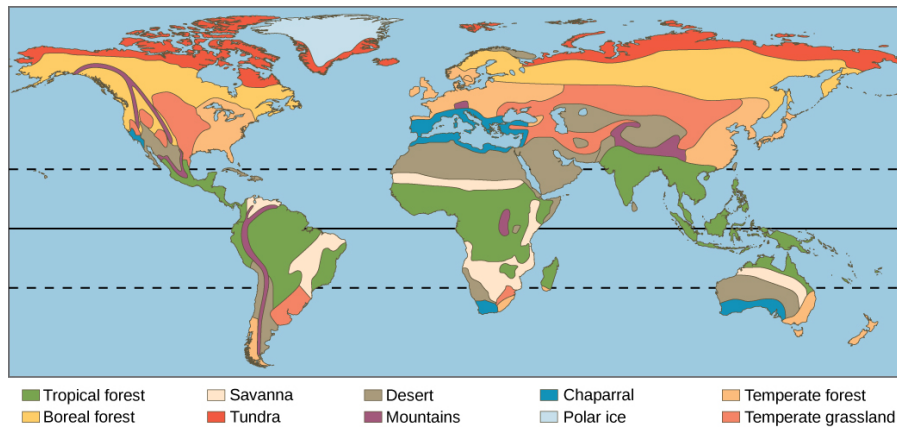 Tropical forest Savanna Desert Chaparral Temperate forest
Boreal forest Tundra Mountains Polar ice Temperate grassland